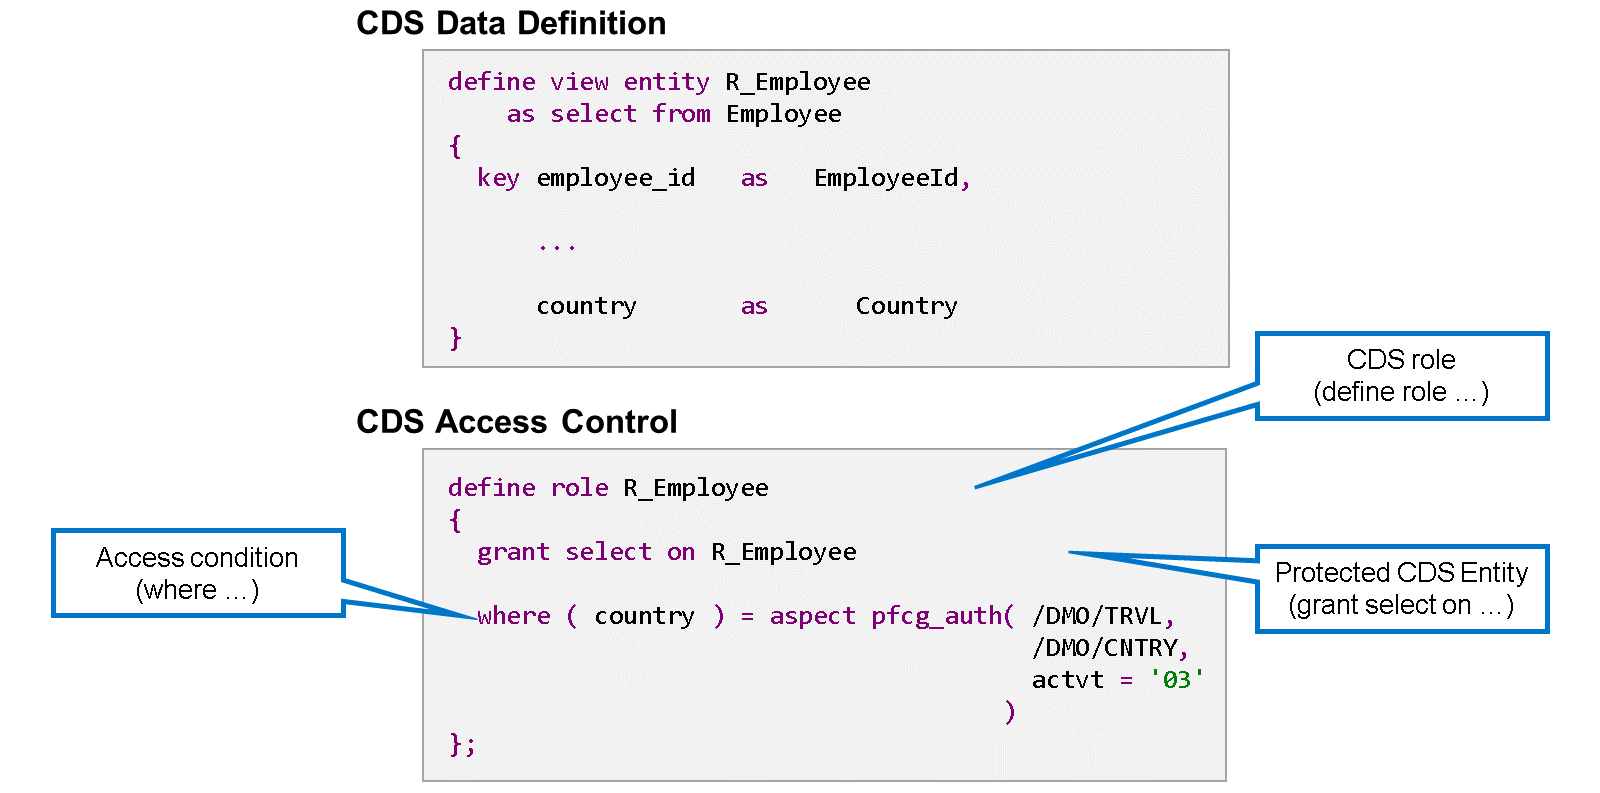 CDS Data Definition
define view entity R_Employee
as select from Employee
{
key employee_id as EmployeeId,
...
country as Country
}
CDS role
(define role ...)
CDS Access Control
define role R_Employee
{
grant select on R_Employee
Access condition
(where ...)
Protected CDS Entity
(grant select on ...)
where ( country ) = aspect pfcg_auth( /DMO/TRVL,
/DMO/CNTRY,
actvt = '03'
)
};